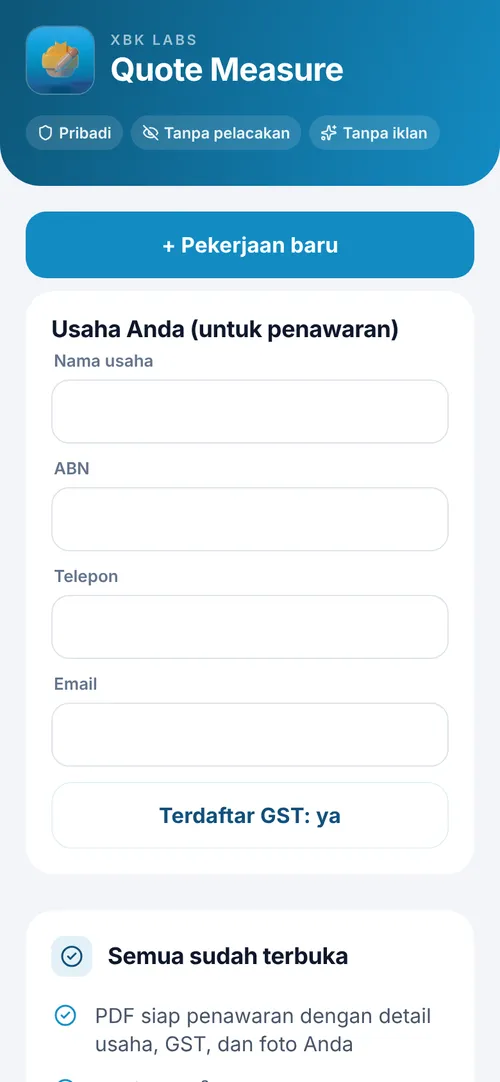 XBK LABS
Quote Measure
Pribadi
Tanpa pelacakan
Tanpa iklan
+ Pekerjaan baru
Usaha Anda (untuk penawaran)
Nama usaha
ABN
Telepon
Email
Terdaftar GST: ya
Semua sudah terbuka
PDF siap penawaran dengan detail
usaha, GST, dan foto Anda